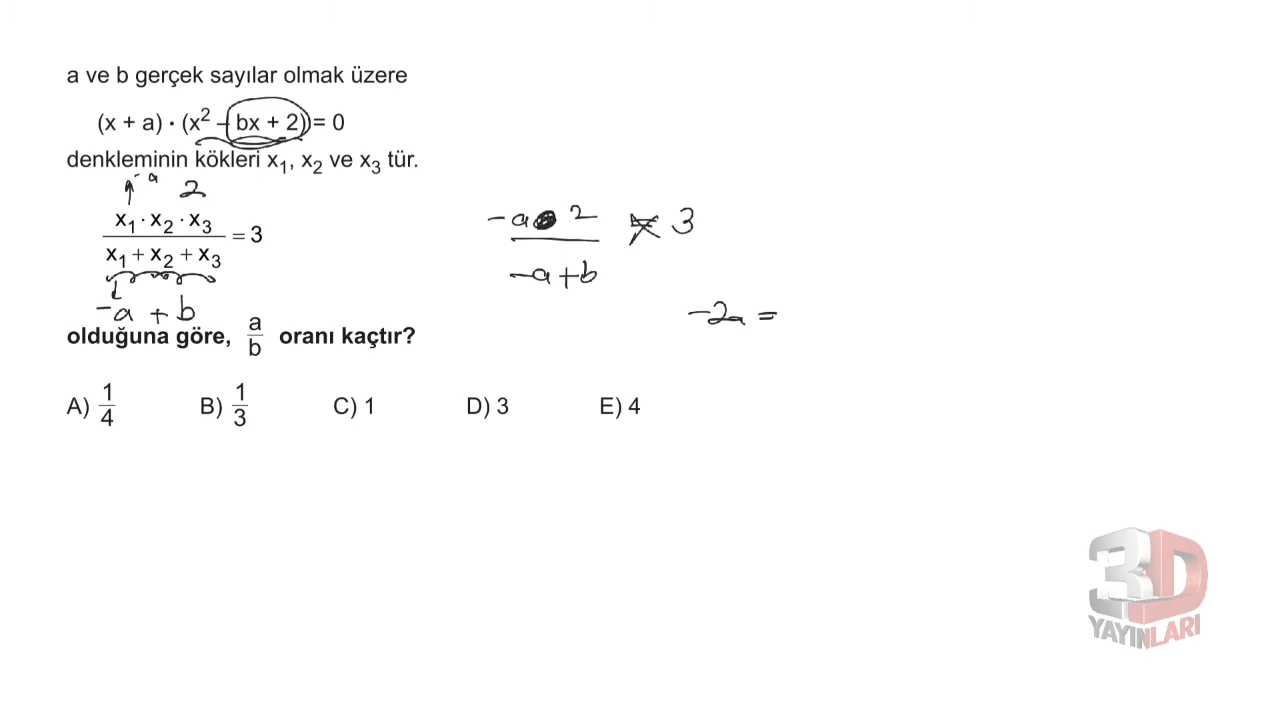 a ve b gerçek sayılar olmak üzere
(x + a) · (x² – bx + 2) = 0
denkleminin kökleri x₁, x₂ ve x₃ tür.
-a 2
x₁ · x₂ · x₃
= 3
x₁ + x₂ + x₃
-a + b
-a 2
3
-a + b
-2a =
olduğuna göre, a/b oranı kaçtır?
A) 1/4 B) 1/3 C) 1 D) 3 E) 4
3D
YAYINLARI